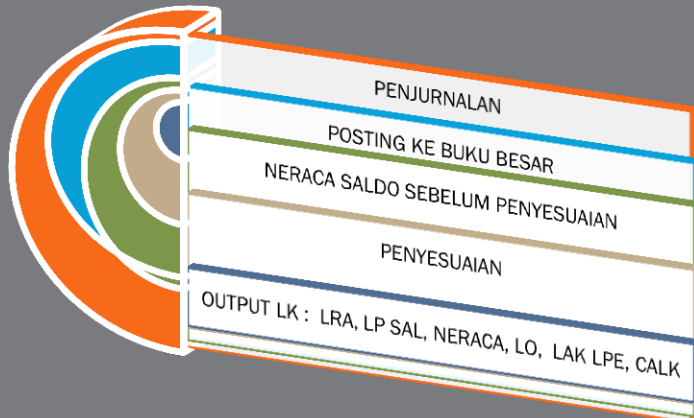 PENJURNALAN
POSTING KE BUKU BESAR
NERACA SALDO SEBELUM PENYESUAIAN
PENYESUAIAN
OUTPUT LK : LRA, LP SAL, NERACA, LO, LAK LPE, CALK